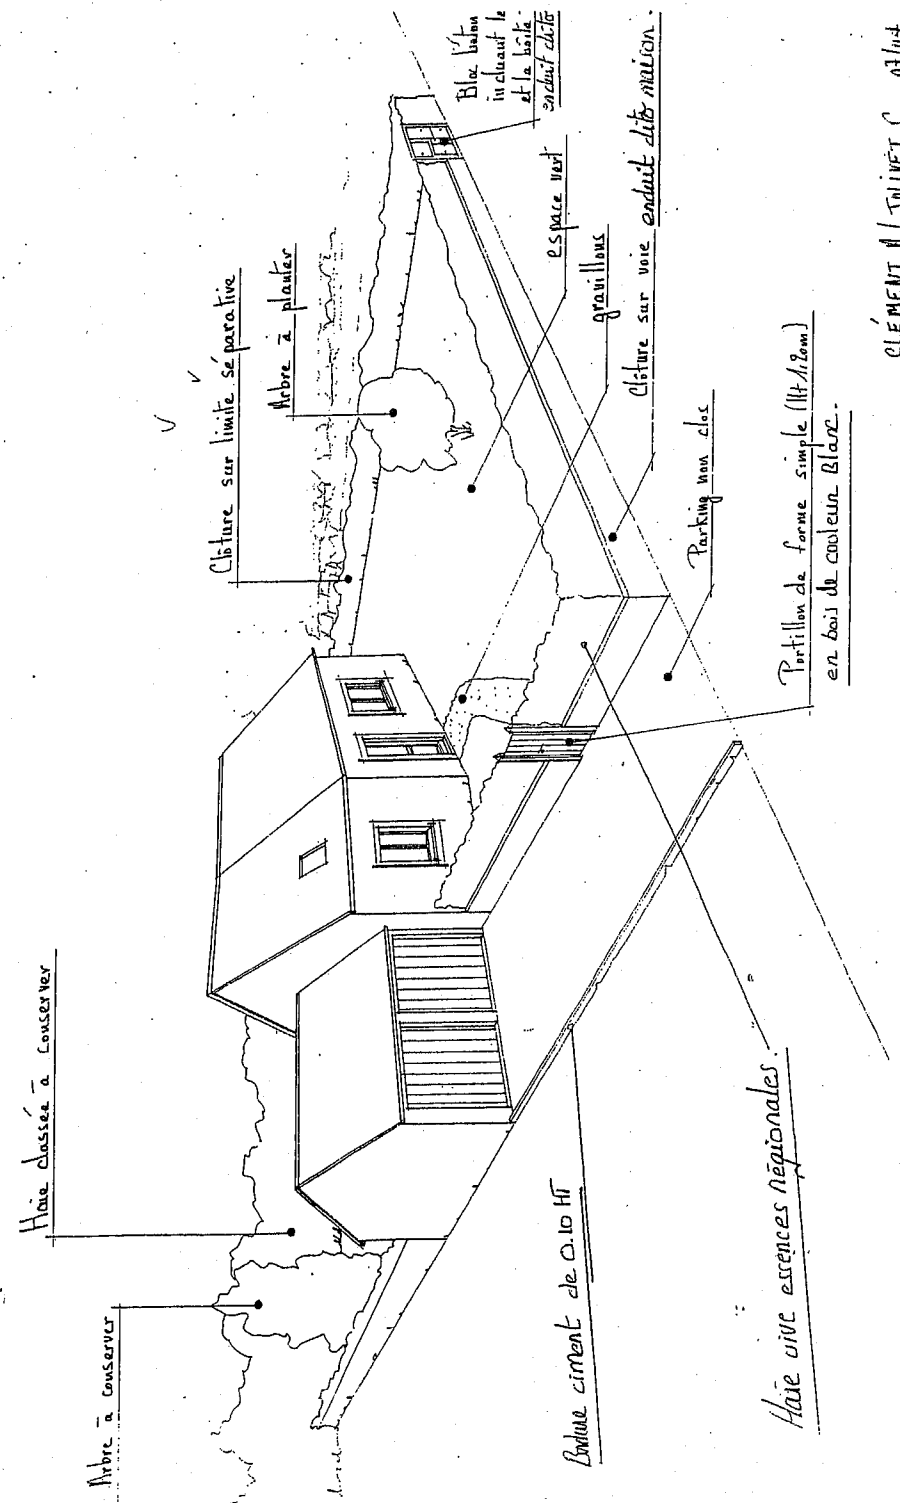 Arbre à conserver
Haie classée à conserver
Clôture sur limite séparative
Arbre à planter
Bloc béton
incluant le
et la boîte.
enduit dito
espace vert
gravillons
Clôture sur voie enduit dito maison.
Parking non clos
Portillon de forme simple (Ht 1.20m)
en bois de couleur blanc.
Bordure ciment de 0.10 HT
Haie vive essences régionales.
CLÉMENT